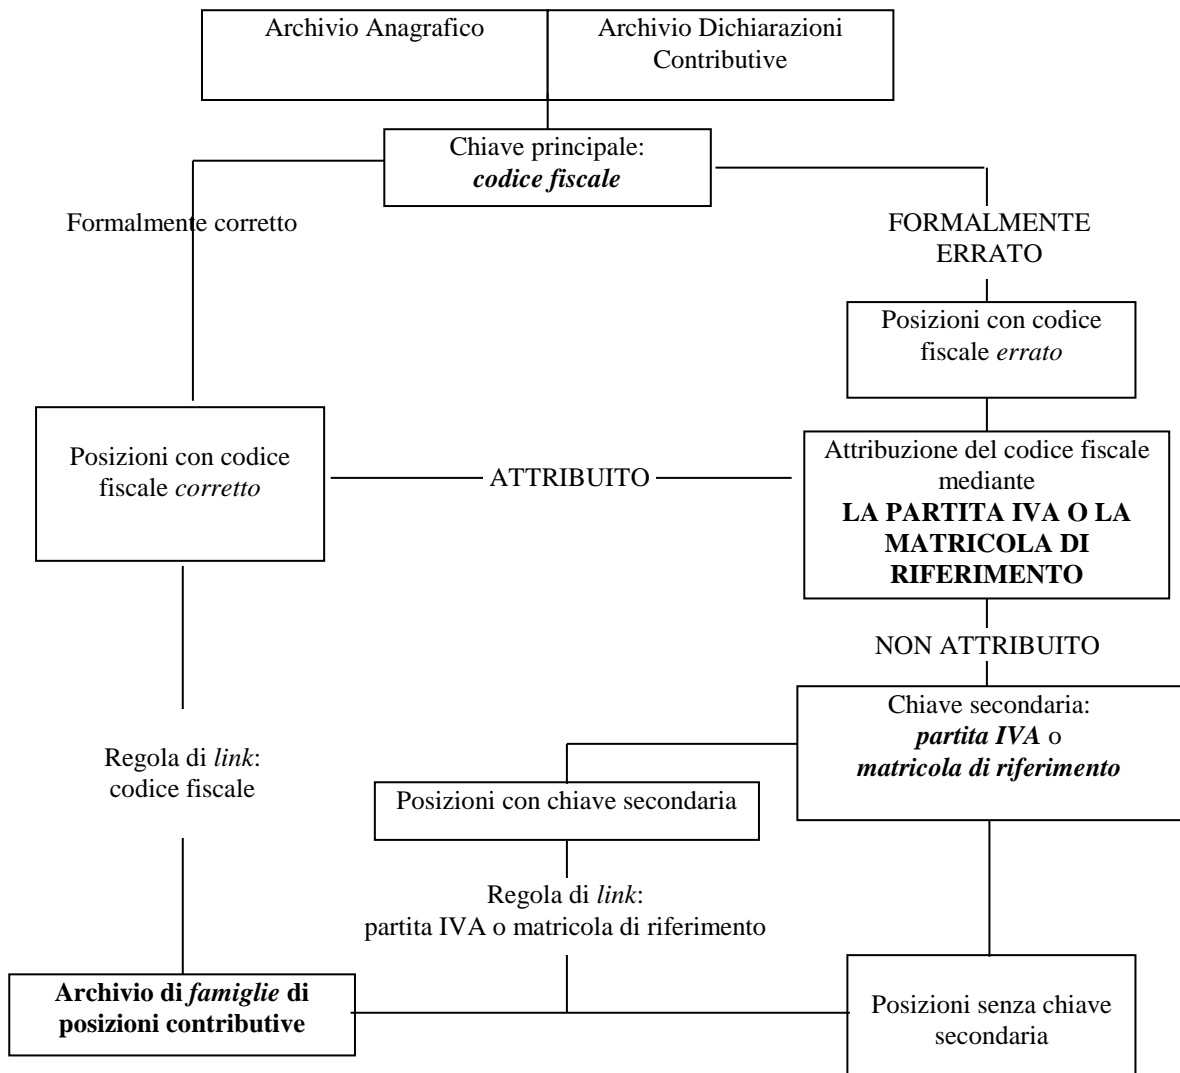 Archivio Anagrafico
Archivio Dichiarazioni
Contributive
Chiave principale:
codice fiscale
Formalmente corretto
FORMALMENTE
ERRATO
Posizioni con codice
fiscale errato
Posizioni con codice
fiscale corretto
ATTRIBUITO
Attribuzione del codice fiscale
mediante
LA PARTITA IVA O LA
MATRICOLA DI
RIFERIMENTO
NON ATTRIBUITO
Chiave secondaria:
partita IVA o
matricola di riferimento
Regola di link:
codice fiscale
Posizioni con chiave secondaria
Regola di link:
partita IVA o matricola di riferimento
Archivio di famiglie di
posizioni contributive
Posizioni senza chiave
secondaria